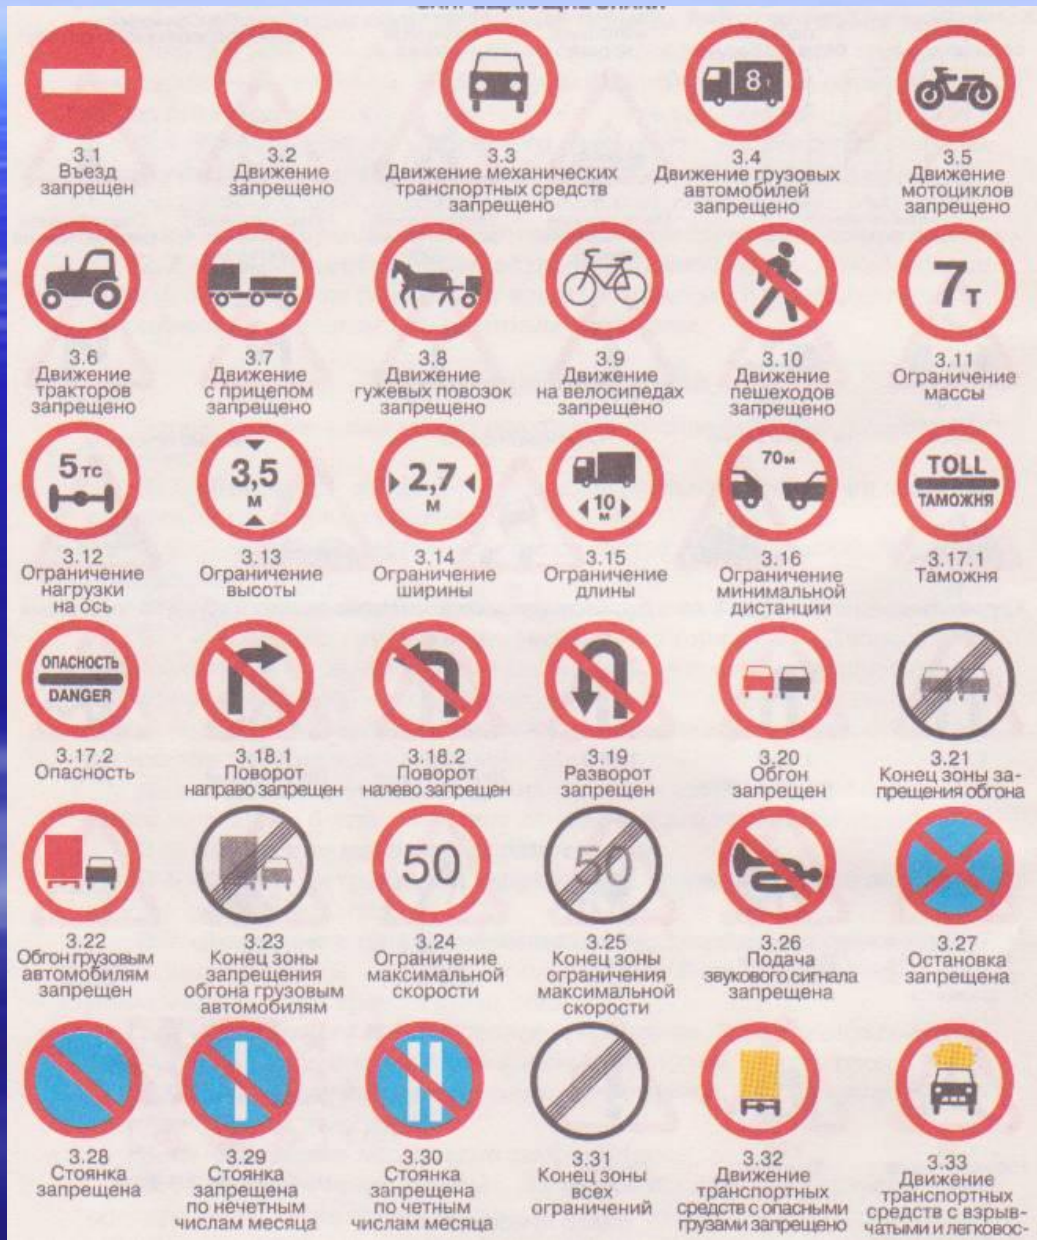 3.1
Въезд
запрещен
3.2
Движение
запрещено
3.3
Движение механических
транспортных средств
запрещено
8т
3.4
Движение грузовых
автомобилей
запрещено
3.5
Движение
мотоциклов
запрещено
3.6
Движение
тракторов
запрещено
3.7
Движение
с прицепом
запрещено
3.8
Движение
гужевых повозок
запрещено
3.9
Движение
на велосипедах
запрещено
3.10
Движение
пешеходов
запрещено
7т
3.11
Ограничение
массы
5тс
3.12
Ограничение
нагрузки
на ось
3,5
м
3.13
Ограничение
высоты
2,7
м
3.14
Ограничение
ширины
10
м
3.15
Ограничение
длины
70м
3.16
Ограничение
минимальной
дистанции
TOLL
ТАМОЖНЯ
3.17.1
Таможня
ОПАСНОСТЬ
DANGER
3.17.2
Опасность
3.18.1
Поворот
направо запрещен
3.18.2
Поворот
налево запрещен
3.19
Разворот
запрещен
3.20
Обгон
запрещен
3.21
Конец зоны за-
прещения обгона
3.22
Обгон грузовым
автомобилям
запрещен
3.23
Конец зоны
запрещения
обгона грузовым
автомобилям
50
3.24
Ограничение
максимальной
скорости
50
3.25
Конец зоны
ограничения
максимальной
скорости
3.26
Подача
звукового сигнала
запрещена
3.27
Остановка
запрещена
3.28
Стоянка
запрещена
3.29
Стоянка
запрещена
по нечетным
числам месяца
3.30
Стоянка
запрещена
по четным
числам месяца
3.31
Конец зоны
всех
ограничений
3.32
Движение
транспортных
средств с опасными
грузами запрещено
3.33
Движение
транспортных
средств с взрыв-
чатыми и легковос-